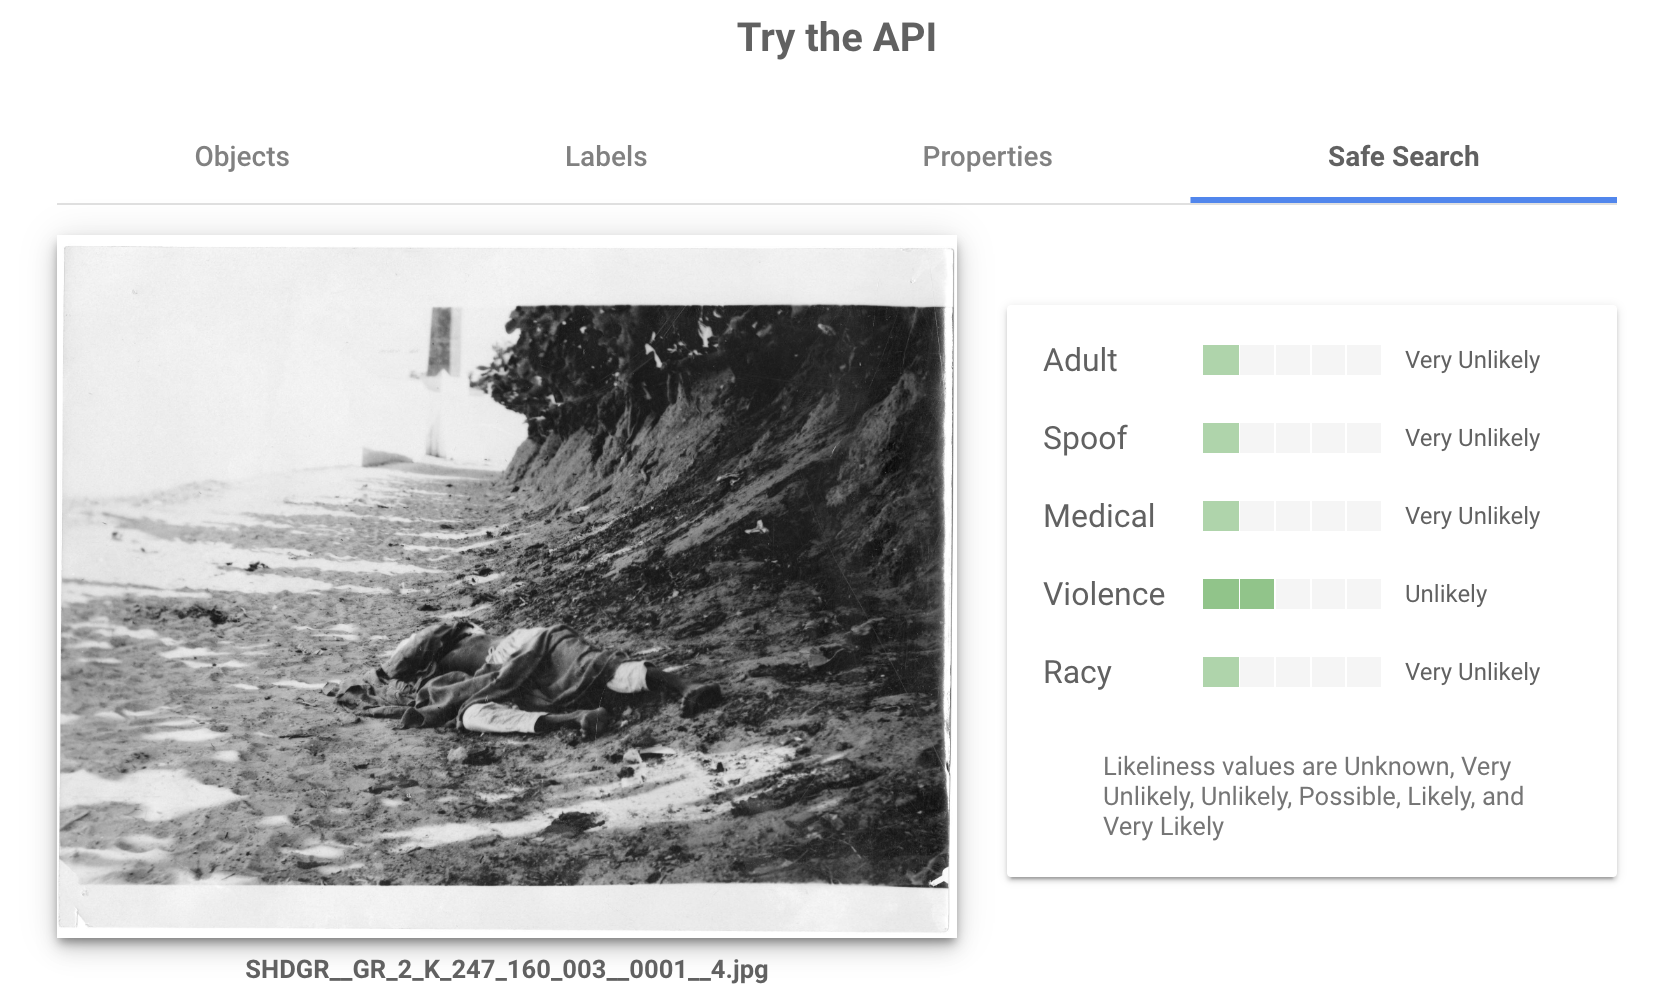 Try the API
Objects
Labels
Properties
Safe Search
Adult
Very Unlikely
Spoof
Very Unlikely
Medical
Very Unlikely
Violence
Unlikely
Racy
Very Unlikely
Likeliness values are Unknown, Very
Unlikely, Unlikely, Possible, Likely, and
Very Likely
SHDGR__GR_2_K_247_160_003__0001__4.jpg